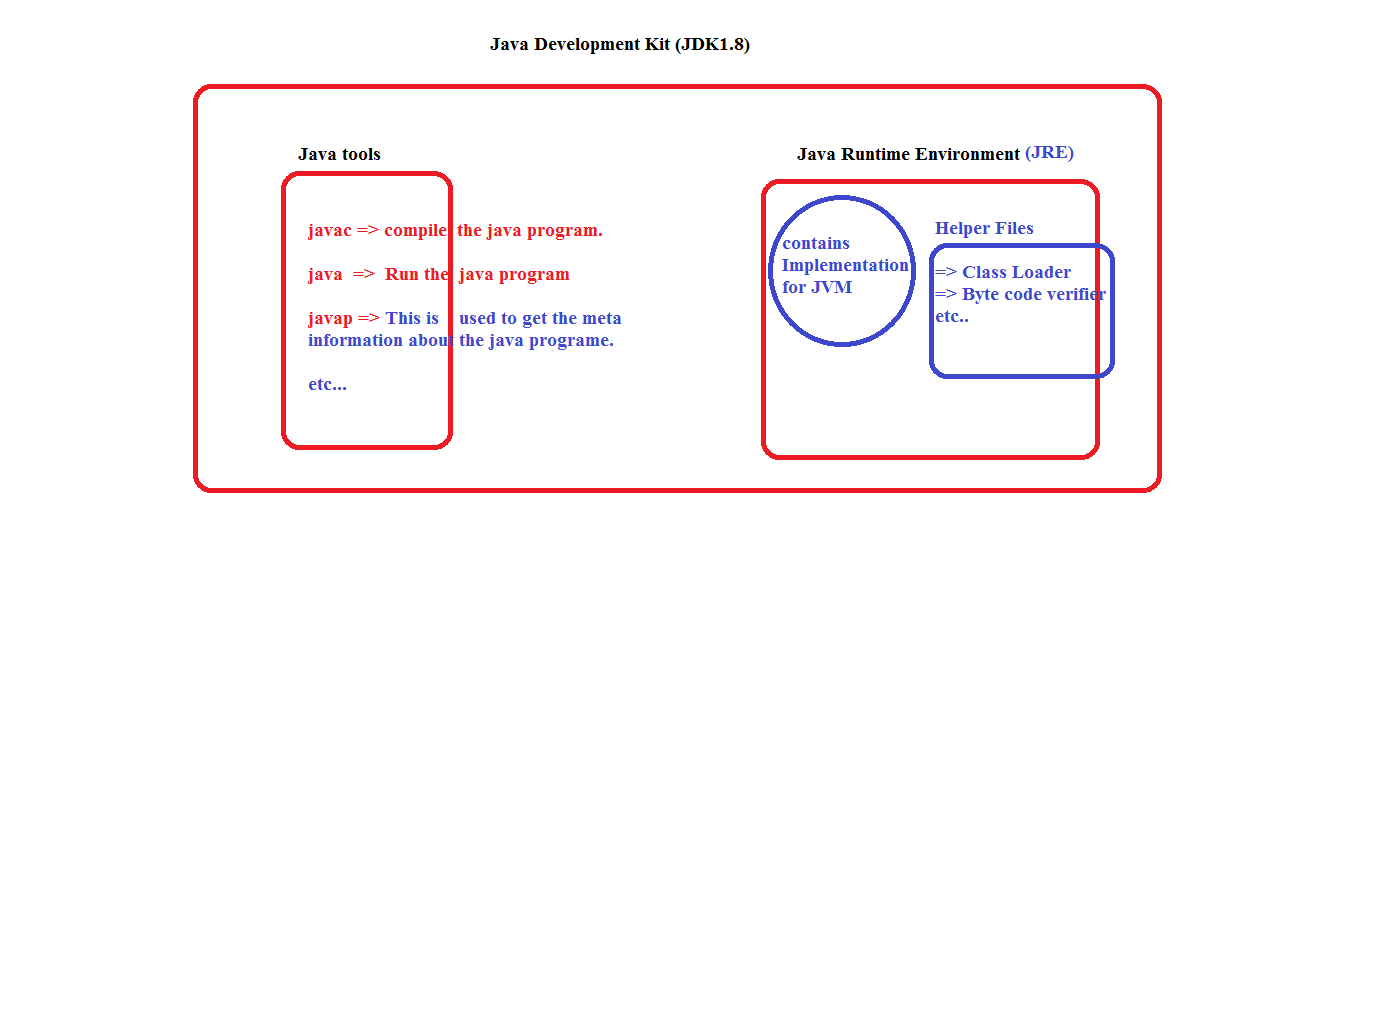 Java Development Kit (JDK1.8)
Java tools
javac => compile the java program.
java => Run the java program
javap => This is used to get the meta
information about the java programe.
etc...
Java Runtime Environment (JRE)
contains
Implementation
for JVM
Helper Files
=> Class Loader
=> Byte code verifier
etc..